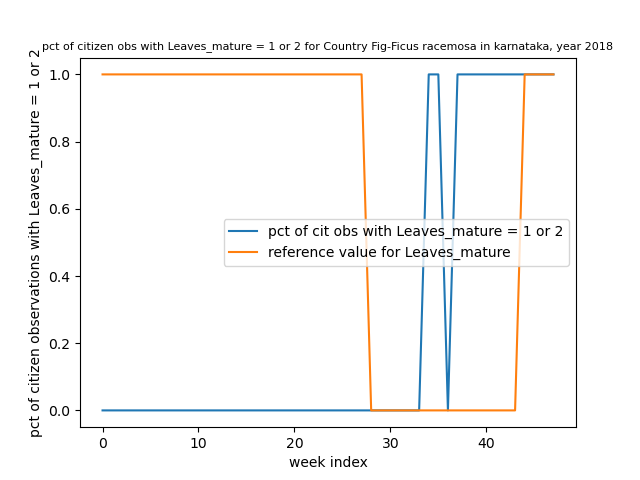 pct of citizen obs with Leaves_mature = 1 or 2 for Country Fig-Ficus racemosa in karnataka, year 2018
pct of citizen observations with Leaves_mature = 1 or 2
1.0
0.8
0.6
0.4
0.2
0.0
pct of cit obs with Leaves_mature = 1 or 2
reference value for Leaves_mature
0 10 20 30 40
week index